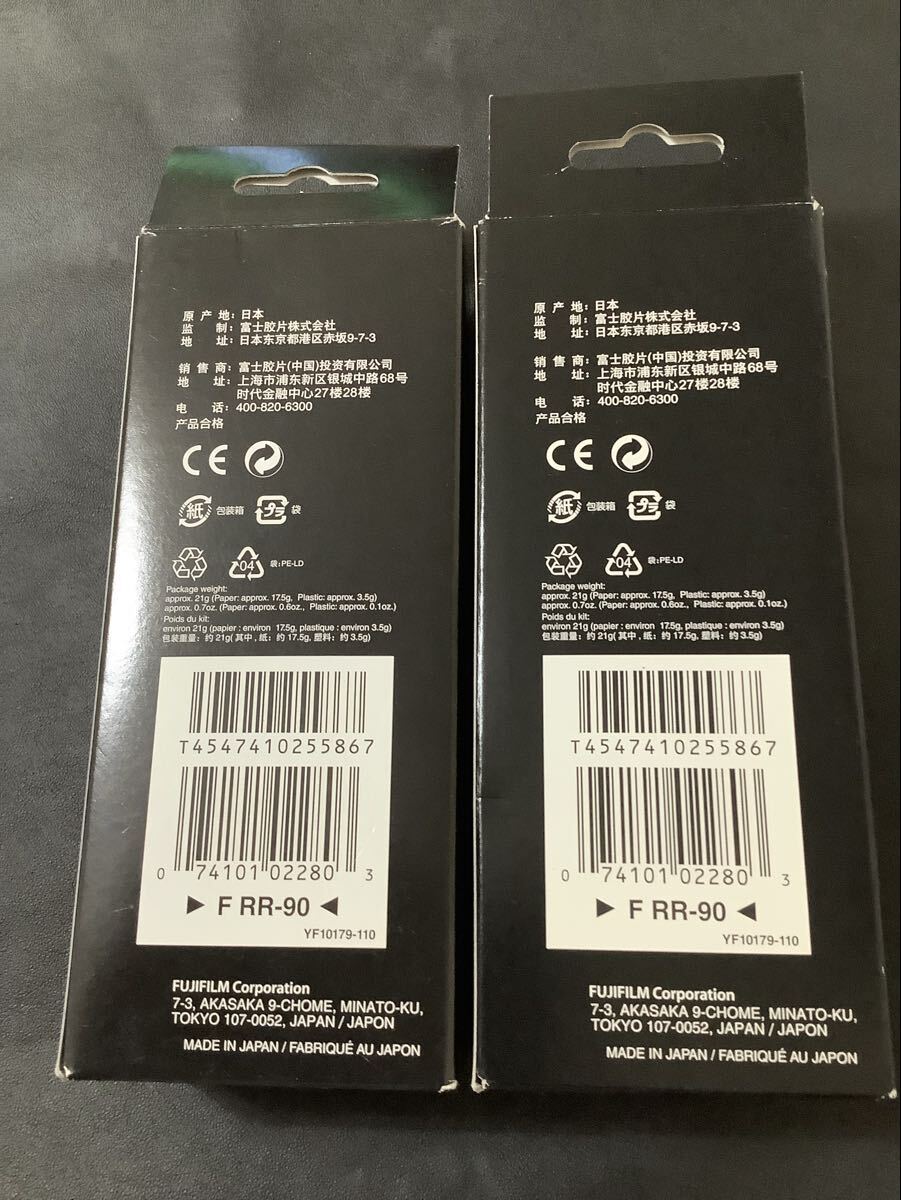 原 产 地：日本
监 制：富士胶片株式会社
地 址：日本东京都港区赤坂9-7-3
销 售 商：富士胶片(中国)投资有限公司
地 址：上海市浦东新区银城中路68号
时代金融中心27楼28楼
电 话：400-820-6300
产品合格
CE
紙 包装箱 プラ 袋
04 袋:PE-LD
Package weight:
approx. 21g (Paper: approx. 17.5g, Plastic: approx. 3.5g)
approx. 0.7oz. (Paper: approx. 0.6oz., Plastic: approx. 0.1oz.)
Poids du kit:
environ 21g (papier : environ 17.5g, plastique : environ 3.5g)
包装重量：约 21g( 其中，纸：约 17.5g, 塑料：约 3.5g)
T4547410255867
0 74101 02280 3
► F RR-90 ◄
YF10179-110
FUJIFILM Corporation
7-3, AKASAKA 9-CHOME, MINATO-KU,
TOKYO 107-0052, JAPAN / JAPON
MADE IN JAPAN / FABRIQUÉ AU JAPON
原 产 地：日本
监 制：富士胶片株式会社
地 址：日本东京都港区赤坂9-7-3
销 售 商：富士胶片(中国)投资有限公司
地 址：上海市浦东新区银城中路68号
时代金融中心27楼28楼
电 话：400-820-6300
产品合格
CE
紙 包装箱 プラ 袋
04 袋:PE-LD
Package weight:
approx. 21g (Paper: approx. 17.5g, Plastic: approx. 3.5g)
approx. 0.7oz. (Paper: approx. 0.6oz., Plastic: approx. 0.1oz.)
Poids du kit:
environ 21g (papier : environ 17.5g, plastique : environ 3.5g)
包装重量：约 21g( 其中，纸：约 17.5g, 塑料：约 3.5g)
T4547410255867
0 74101 02280 3
► F RR-90 ◄
YF10179-110
FUJIFILM Corporation
7-3, AKASAKA 9-CHOME, MINATO-KU,
TOKYO 107-0052, JAPAN / JAPON
MADE IN JAPAN / FABRIQUÉ AU JAPON